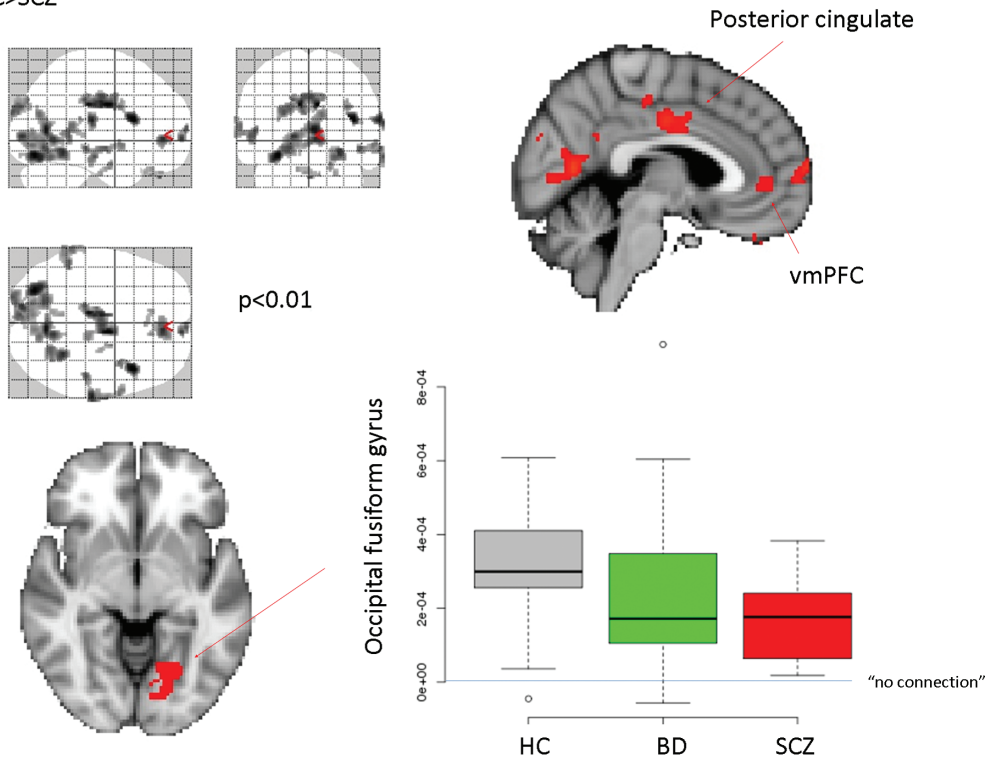 >SCZ
Posterior cingulate
vmPFC
p<0.01
Occipital fusiform gyrus
8e-04
6e-04
4e-04
2e-04
0e+00
"no connection"
HC
BD
SCZ